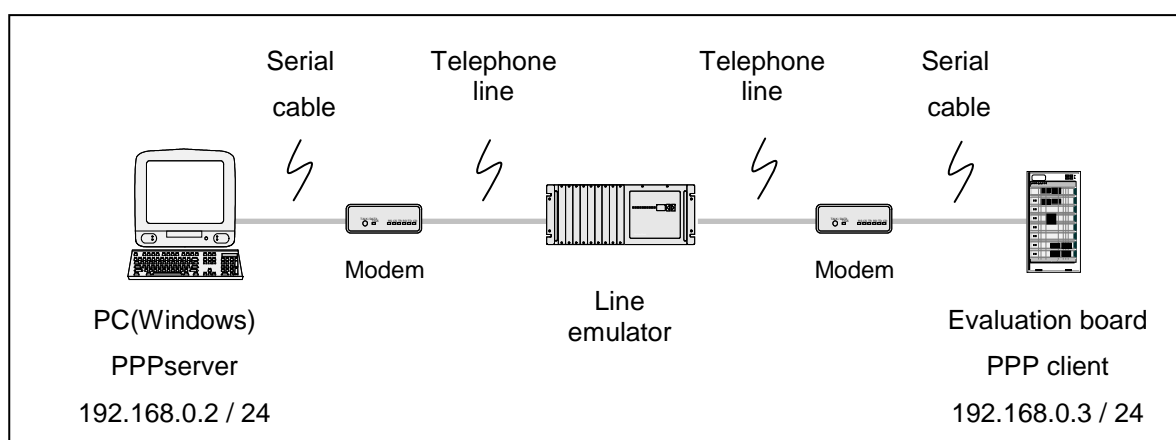 Serial
cable
Telephone
line
Telephone
line
Serial
cable
Modem
Modem
Line
emulator
PC(Windows)
PPPserver
192.168.0.2 / 24
Evaluation board
PPP client
192.168.0.3 / 24